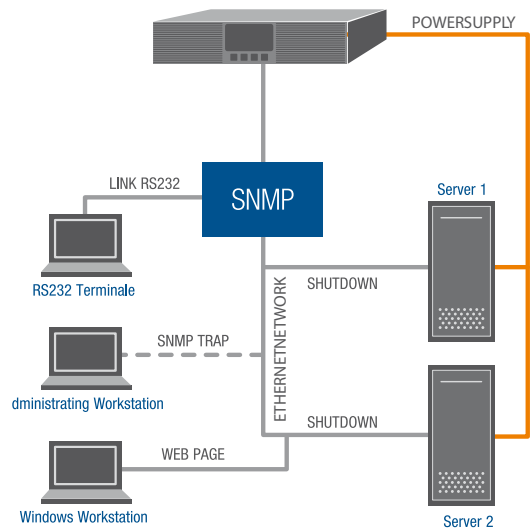 POWERSUPPLY
LINK RS232
SNMP
Server 1
RS232 Terminale
SHUTDOWN
ETHERNETNETWORK
SNMP TRAP
dministrating Workstation
SHUTDOWN
WEB PAGE
Windows Workstation
Server 2